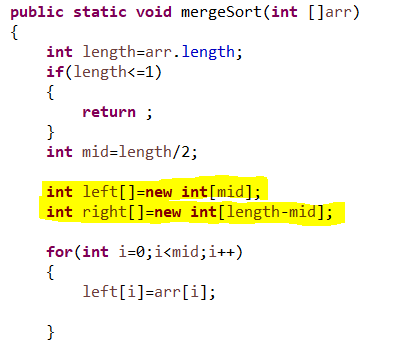 public static void mergeSort(int []arr)
{
int length=arr.length;
if(length<=1)
{
return ;
}
int mid=length/2;
int left[]=new int[mid];
int right[]=new int[length-mid];
for(int i=0;i<mid;i++)
{
left[i]=arr[i];
}